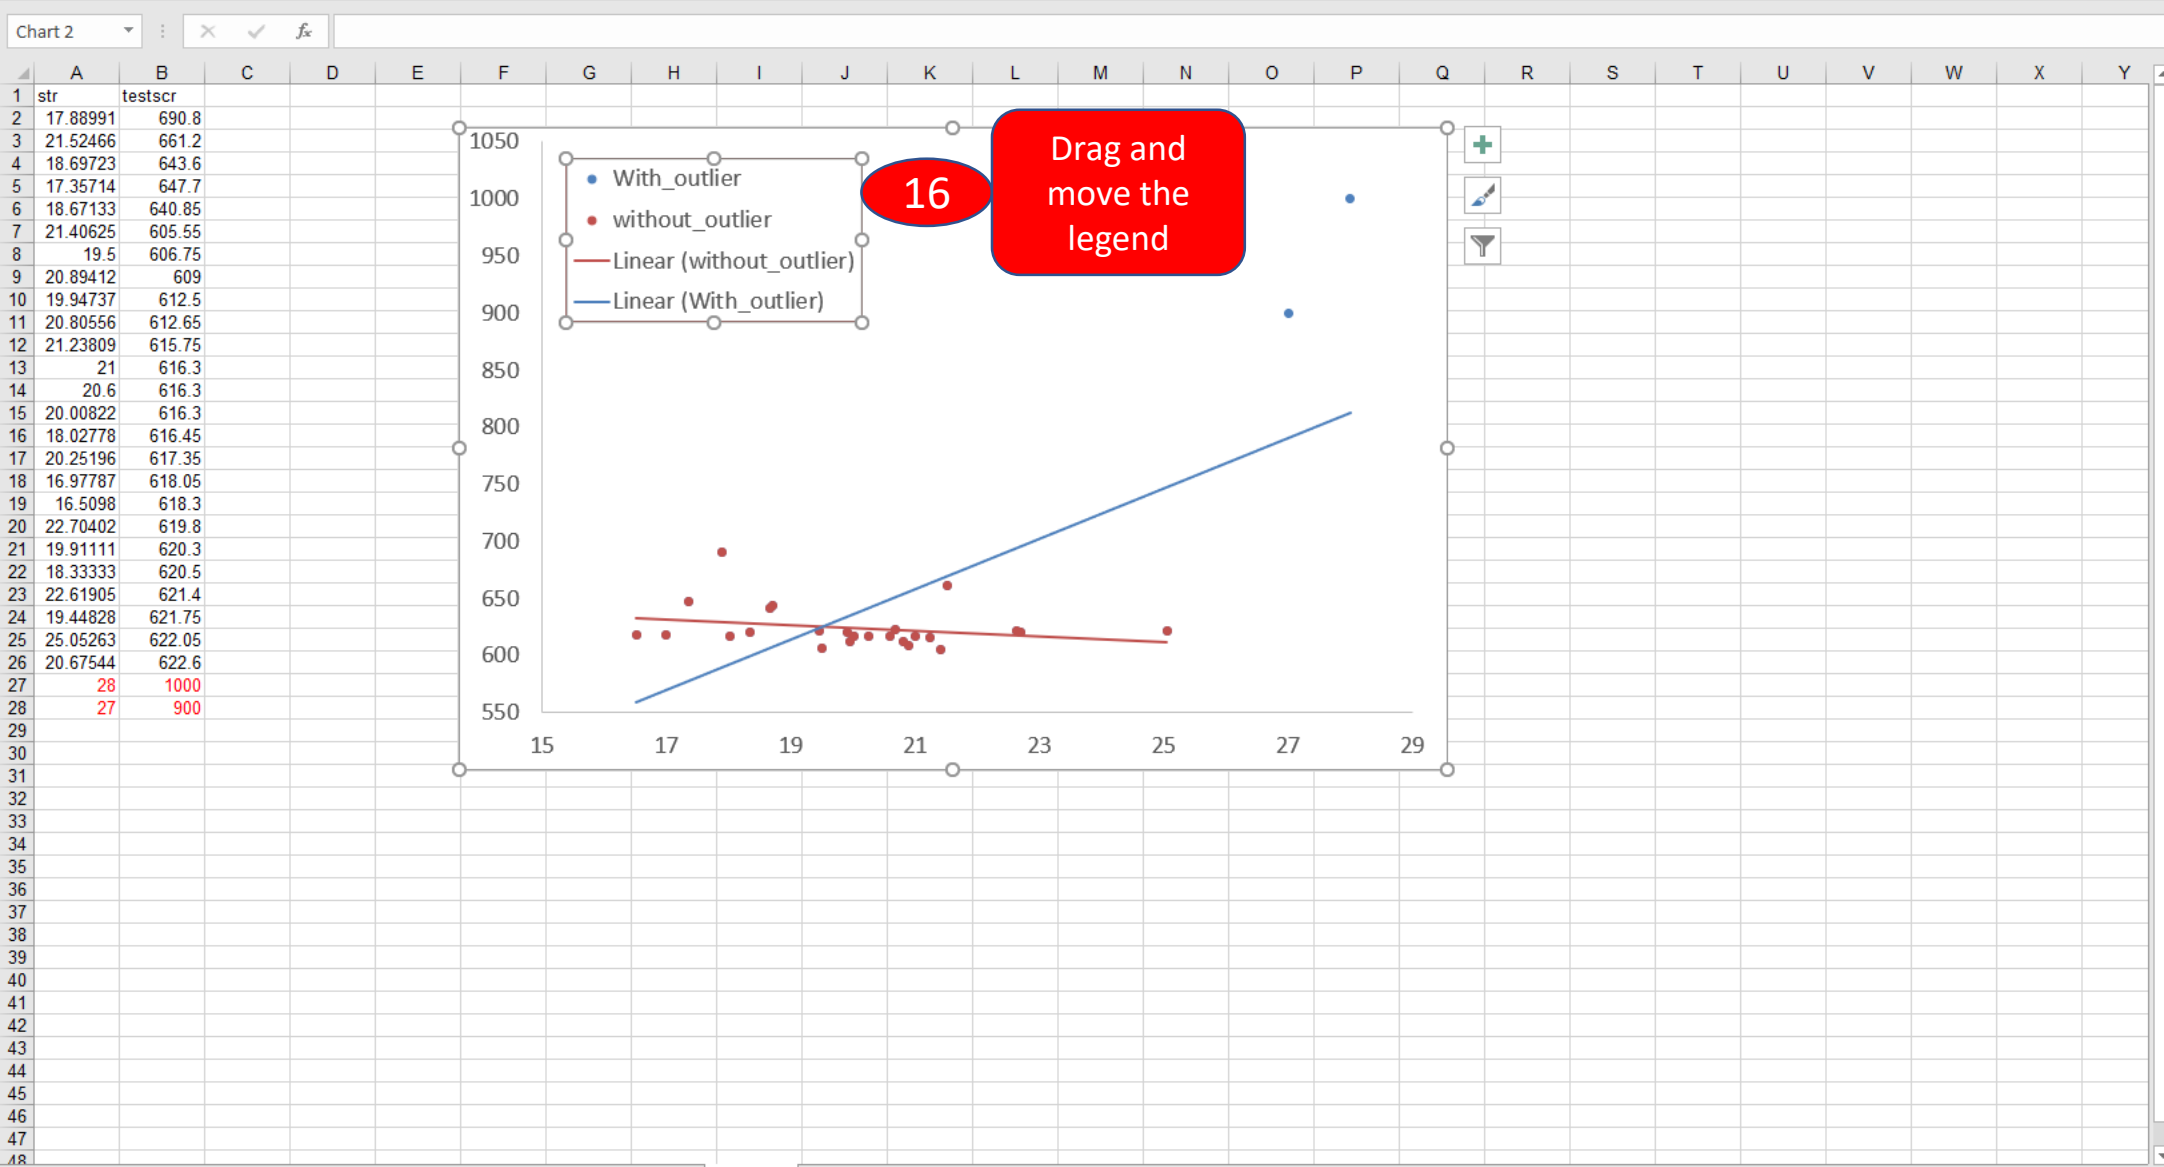 Chart 2 fx
A B C D E F G H I J K L M N O P Q R S T U V W X Y
1 str testscr
2 17.88991 690.8
3 21.52466 661.2
4 18.69723 643.6
5 17.35714 647.7
6 18.67133 640.85
7 21.40625 605.55
8 19.5 606.75
9 20.89412 609
10 19.94737 612.5
11 20.80556 612.65
12 21.23809 615.75
13 21 616.3
14 20.6 616.3
15 20.00822 616.3
16 18.02778 616.45
17 20.25196 617.35
18 16.97787 618.05
19 16.5098 618.3
20 22.70402 619.8
21 19.91111 620.3
22 18.33333 620.5
23 22.61905 621.4
24 19.44828 621.75
25 25.05263 622.05
26 20.67544 622.6
27 28 1000
28 27 900
29
30
31
32
33
34
35
36
37
38
39
40
41
42
43
44
45
46
47
48
1050
1000
950
900
850
800
750
700
650
600
550
15 17 19 21 23 25 27 29
With_outlier
without_outlier
Linear (without_outlier)
Linear (With_outlier)
16
Drag and
move the
legend